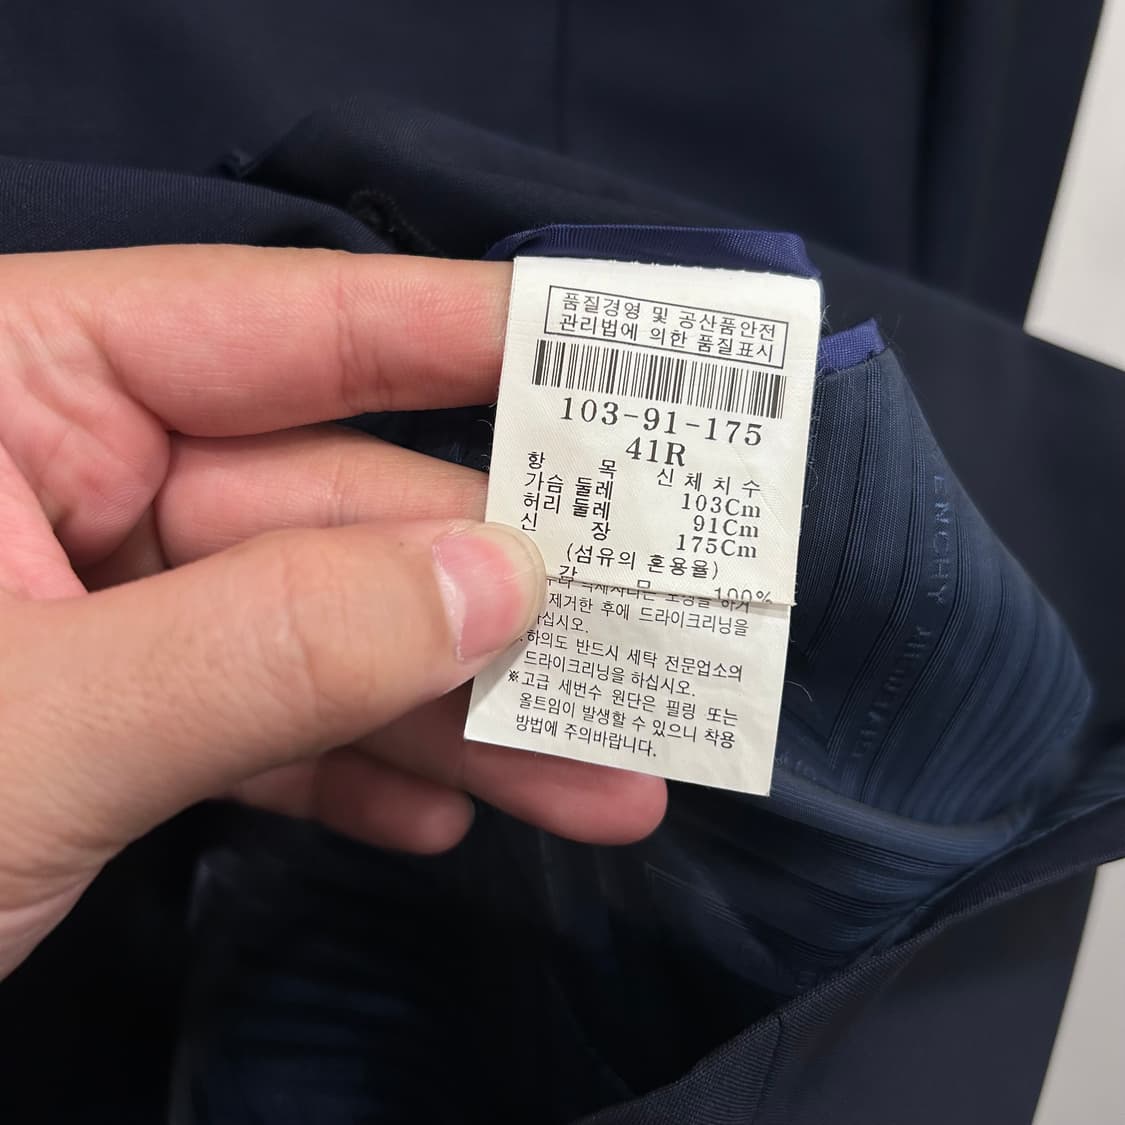 품질경영 및 공산품안전
관리법에 의한 품질표시
103-91-175
41R
항 목 신체치수
가슴 둘레 103Cm
허리 둘레 91Cm
신 장 175Cm
(섬유의 혼용율)
100%
제거한 후에 드라이크리닝을
하의도 반드시 세탁 전문업소의
드라이크리닝을 하십시오.
※고급 세번수 원단은 필링 또는
올트임이 발생할 수 있으니 착용
방법에 주의바랍니다.